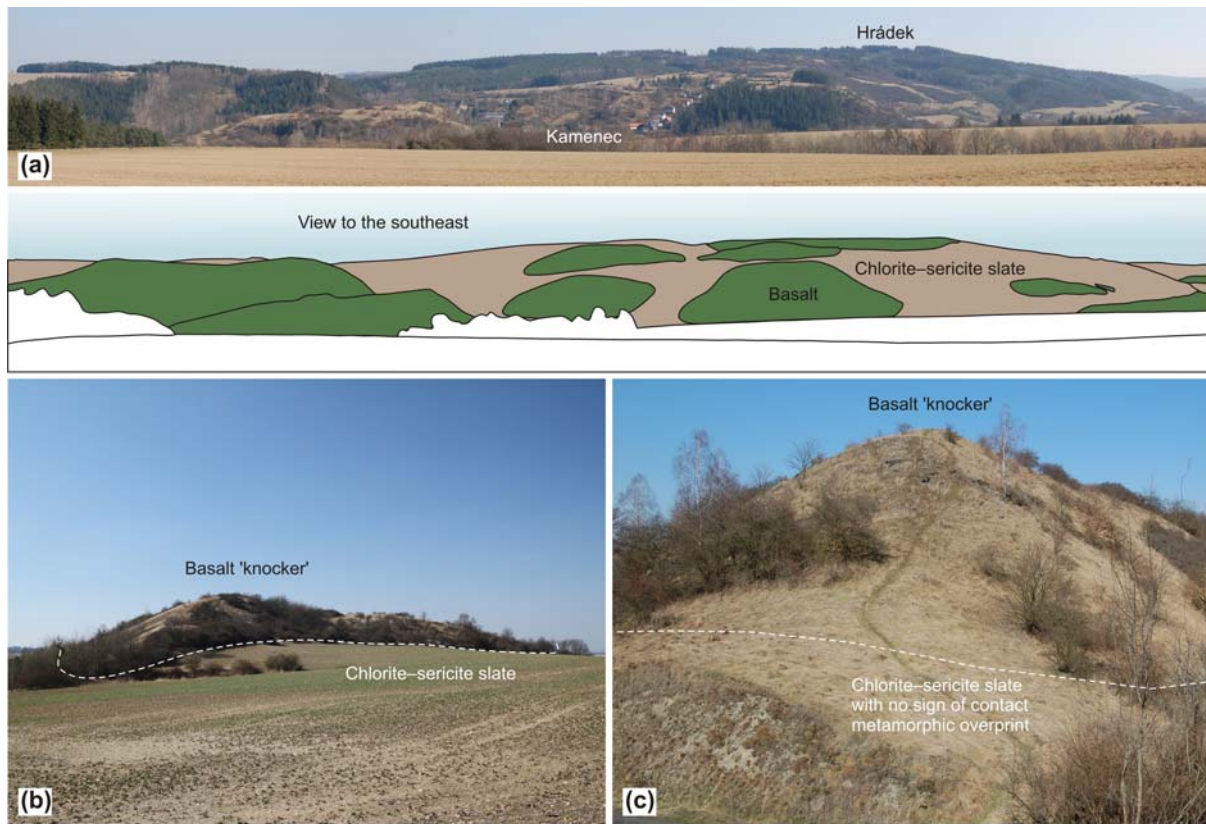 Hrádek
Kamenec
(a)
View to the southeast
Chlorite–sericite slate
Basalt
Basalt 'knocker'
Chlorite–sericite slate
(b)
Basalt 'knocker'
Chlorite–sericite slate
with no sign of contact
metamorphic overprint
(c)